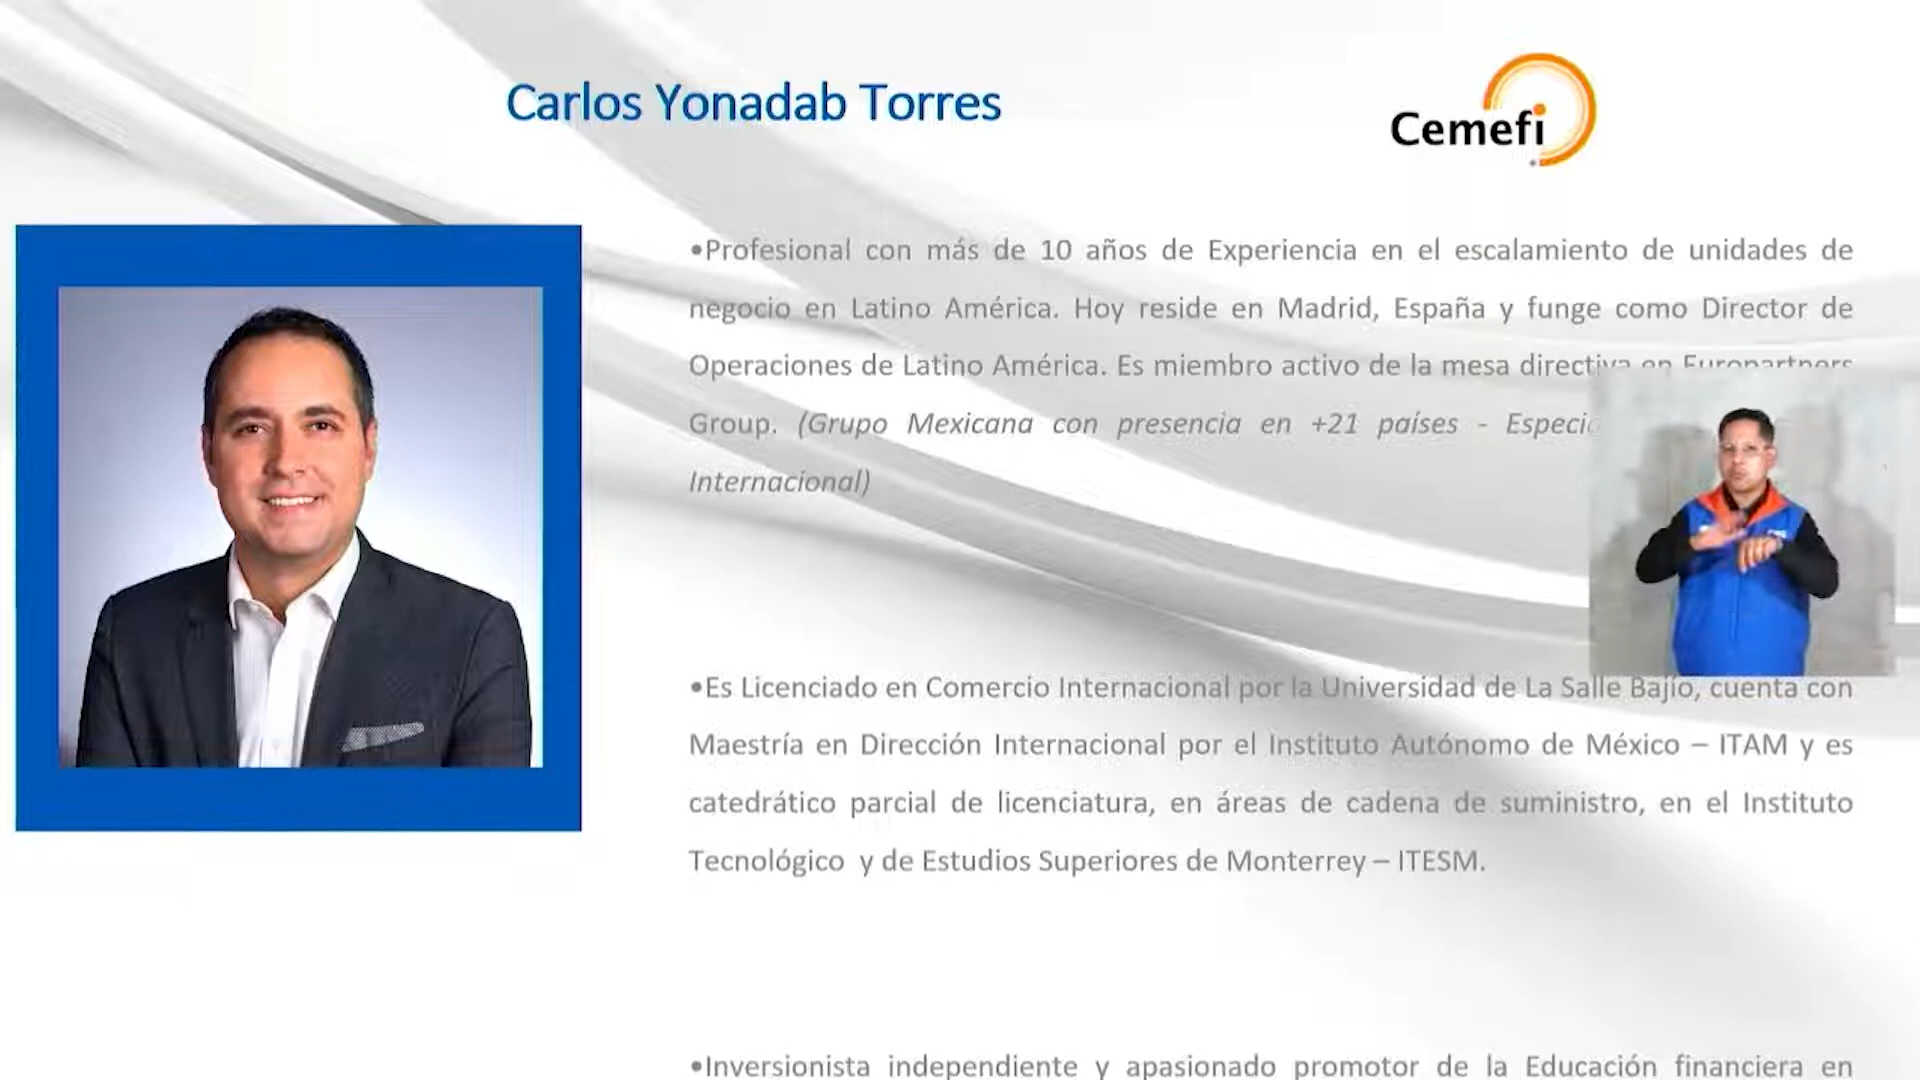 Carlos Yonadab Torres
Cemefi
•Profesional con más de 10 años de Experiencia en el escalamiento de unidades de
negocio en Latino América. Hoy reside en Madrid, España y funge como Director de
Operaciones de Latino América. Es miembro activo de la mesa directiva en Europartners
Group. (Grupo Mexicana con presencia en +21 países -
Internacional)
•Es Licenciado en Comercio Internacional por la Universidad de La Salle Bajío, cuenta con
Maestría en Dirección Internacional por el Instituto Autónomo de México – ITAM y es
catedrático parcial de licenciatura, en áreas de cadena de suministro, en el Instituto
Tecnológico y de Estudios Superiores de Monterrey – ITESM.
•Inversionista independiente y apasionado promotor de la Educación financiera en